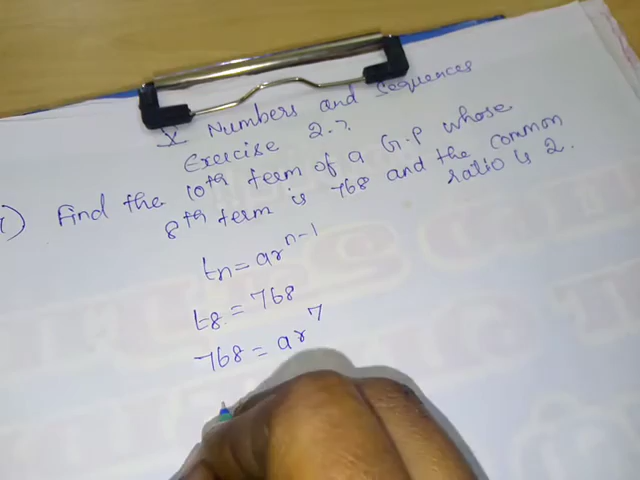 X Numbers and Sequences
Exercise 2.7
7) Find the 10th term of a G.P whose
8th term is 768 and the common
ratio is 2.
tn = ar^n-1
t8 = 768
768 = ar^7